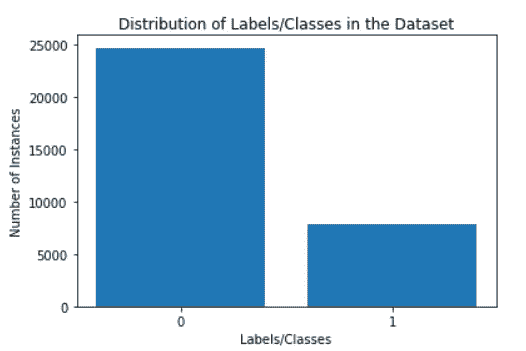 Distribution of Labels/Classes in the Dataset
25000
20000
15000
10000
5000
0
Number of Instances
0 1
Labels/Classes